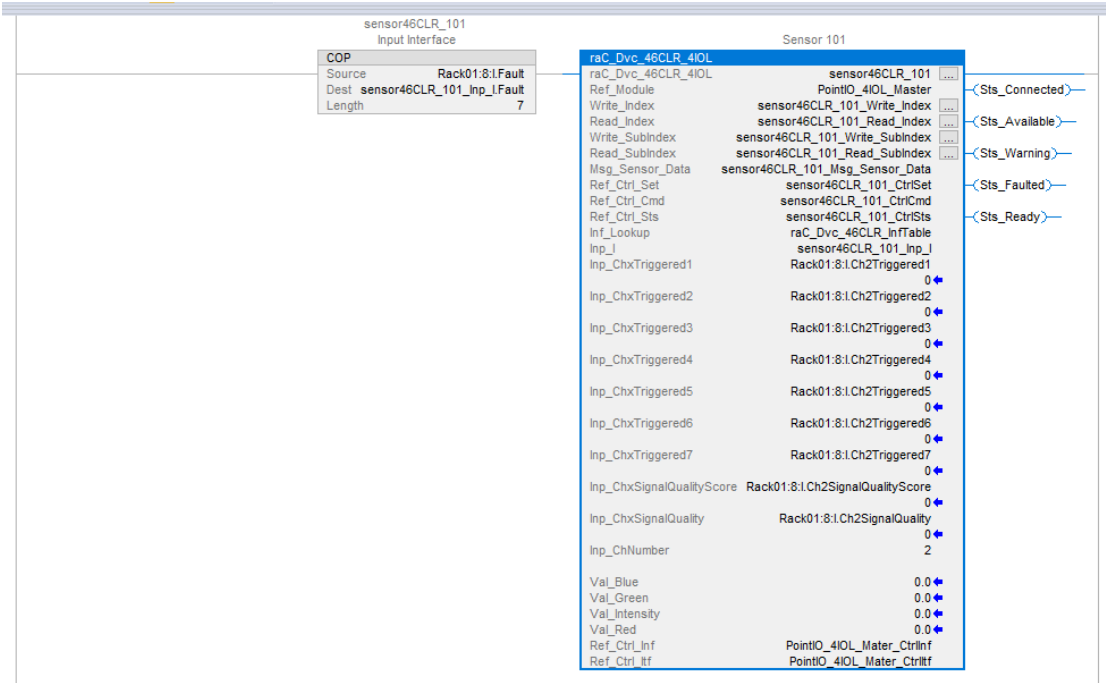 sensor46CLR_101
Input Interface
COP
Source Rack01:8:I.Fault
Dest sensor46CLR_101_Inp_I.Fault
Length 7
Sensor 101
raC_Dvc_46CLR_4IOL
raC_Dvc_46CLR_4IOL sensor46CLR_101 ...
Ref_Module PointIO_4IOL_Master
Write_Index sensor46CLR_101_Write_Index ...
Read_Index sensor46CLR_101_Read_Index ...
Write_SubIndex sensor46CLR_101_Write_SubIndex ...
Read_SubIndex sensor46CLR_101_Read_SubIndex ...
Msg_Sensor_Data sensor46CLR_101_Msg_Sensor_Data
Ref_Ctrl_Set sensor46CLR_101_CtrlSet
Ref_Ctrl_Cmd sensor46CLR_101_CtrlCmd
Ref_Ctrl_Sts sensor46CLR_101_CtrlSts
Inf_Lookup raC_Dvc_46CLR_InfTable
Inp_I sensor46CLR_101_Inp_I
Inp_ChxTriggered1 Rack01:8:I.Ch2Triggered1
0
Inp_ChxTriggered2 Rack01:8:I.Ch2Triggered2
0
Inp_ChxTriggered3 Rack01:8:I.Ch2Triggered3
0
Inp_ChxTriggered4 Rack01:8:I.Ch2Triggered4
0
Inp_ChxTriggered5 Rack01:8:I.Ch2Triggered5
0
Inp_ChxTriggered6 Rack01:8:I.Ch2Triggered6
0
Inp_ChxTriggered7 Rack01:8:I.Ch2Triggered7
0
Inp_ChxSignalQualityScore Rack01:8:I.Ch2SignalQualityScore
0
Inp_ChxSignalQuality Rack01:8:I.Ch2SignalQuality
0
Inp_ChNumber 2
Val_Blue 0.0
Val_Green 0.0
Val_Intensity 0.0
Val_Red 0.0
Ref_Ctrl_Inf PointIO_4IOL_Mater_CtrlInf
Ref_Ctrl_Itf PointIO_4IOL_Mater_CtrlItf
Sts_Connected
Sts_Available
Sts_Warning
Sts_Faulted
Sts_Ready